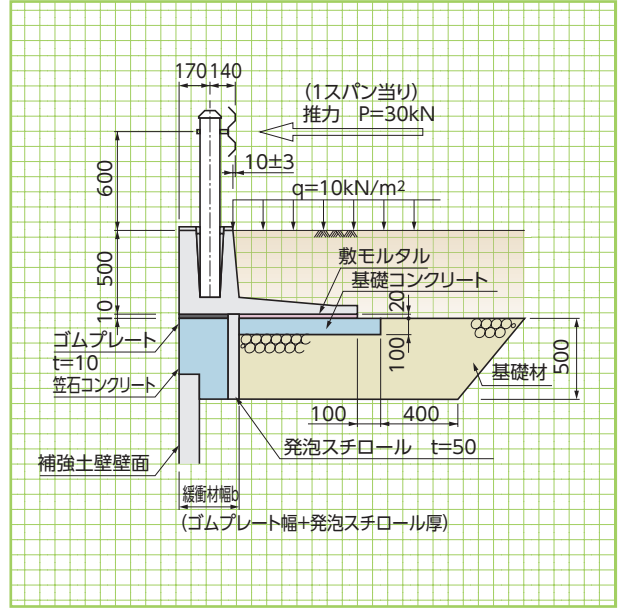 170 140
(1スパン当り)
推力 P=30kN
10±3
600
q=10kN/m²
500
敷モルタル
基礎コンクリート
10
20
ゴムプレート
t=10
笠石コンクリート
100
基礎材
500
100
400
発泡スチロール t=50
補強土壁壁面
緩衝材幅b
(ゴムプレート幅+発泡スチロール厚)